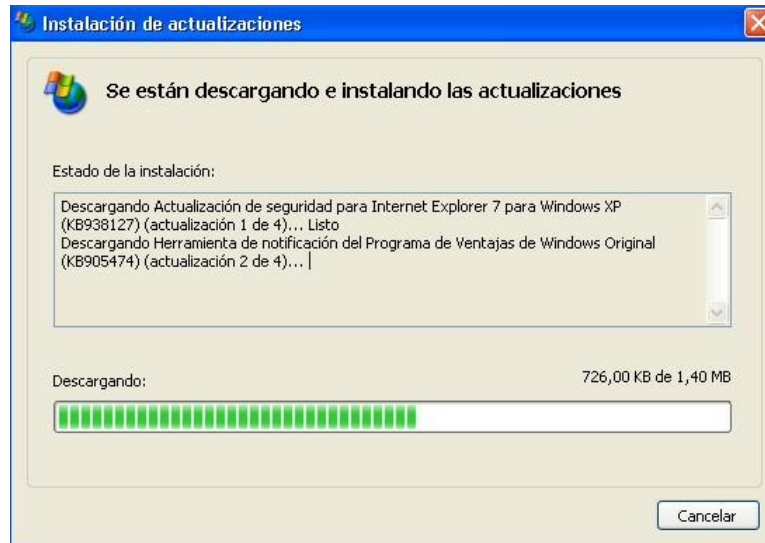 Instalación de actualizaciones
Se están descargando e instalando las actualizaciones
Estado de la instalación:
Descargando Actualización de seguridad para Internet Explorer 7 para Windows XP
(KB938127) (actualización 1 de 4)... Listo
Descargando Herramienta de notificación del Programa de Ventajas de Windows Original
(KB905474) (actualización 2 de 4)...
Descargando:
726,00 KB de 1,40 MB
Cancelar